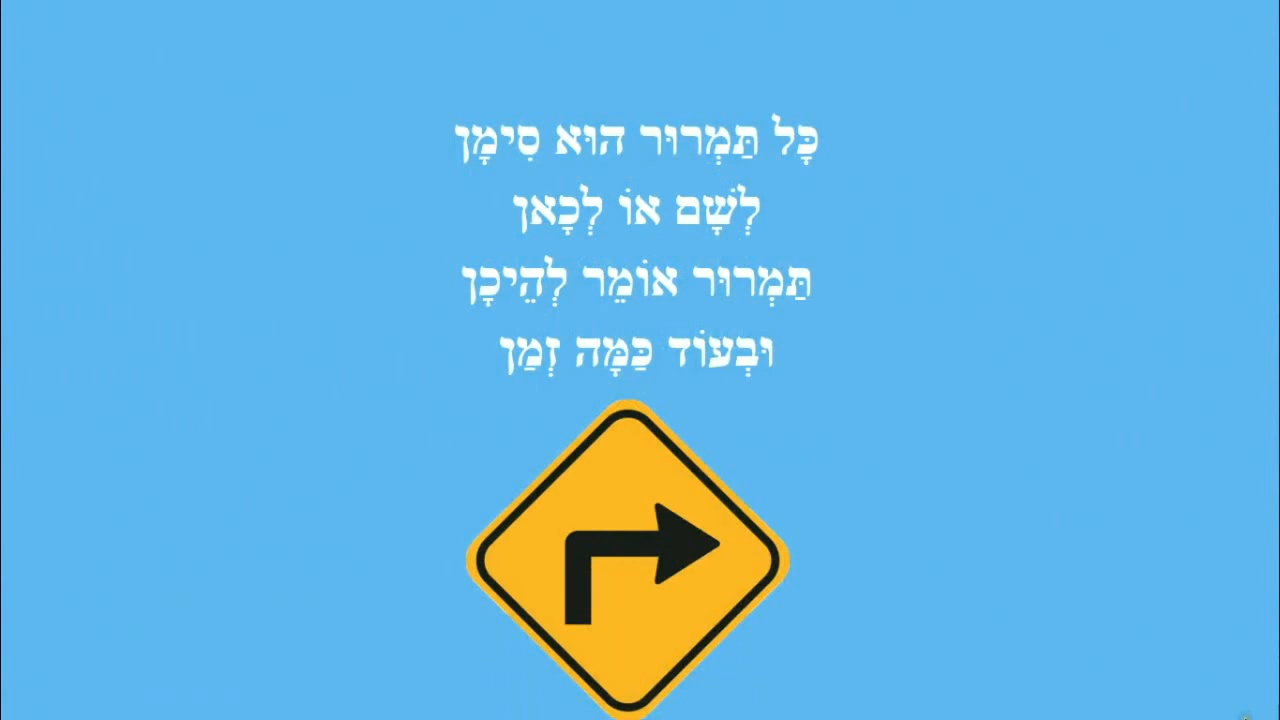 כָּל תַּמְרוּר הוּא סִימָן
לְשָׁם אוֹ לְכָאן
תַּמְרוּר אוֹמֵר לְהֵיכָן
וּבְעוֹד כַּמָּה זְמַן